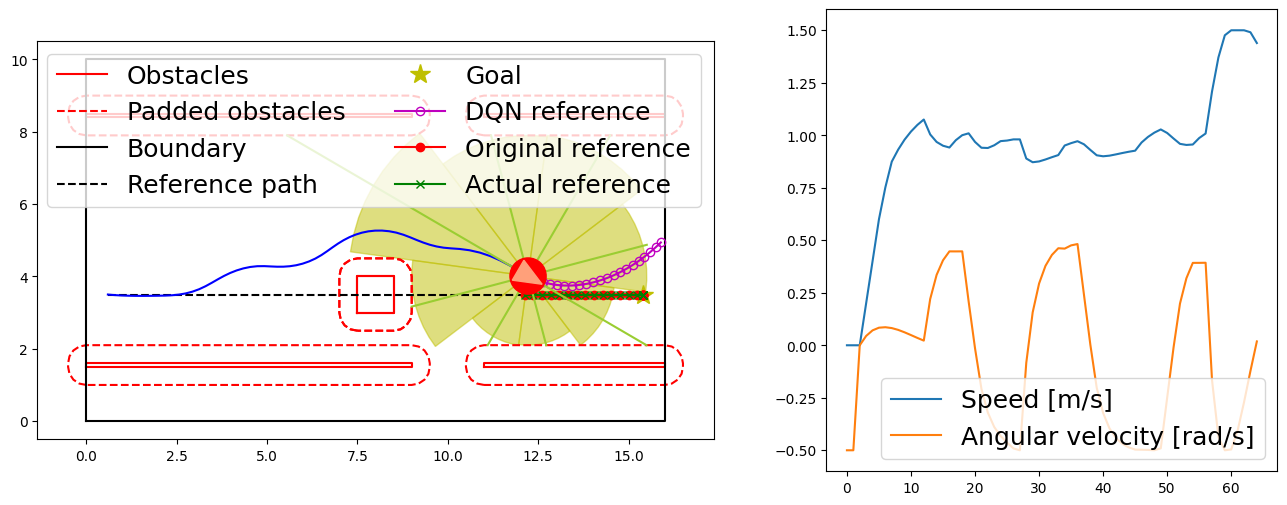 10
8
6
4
2
0
0.0 2.5 5.0 7.5 10.0 12.5 15.0
Obstacles
Padded obstacles
Boundary
Reference path
Goal
DQN reference
Original reference
Actual reference
1.50
1.25
1.00
0.75
0.50
0.25
0.00
−0.25
−0.50
0 10 20 30 40 50 60
Speed [m/s]
Angular velocity [rad/s]